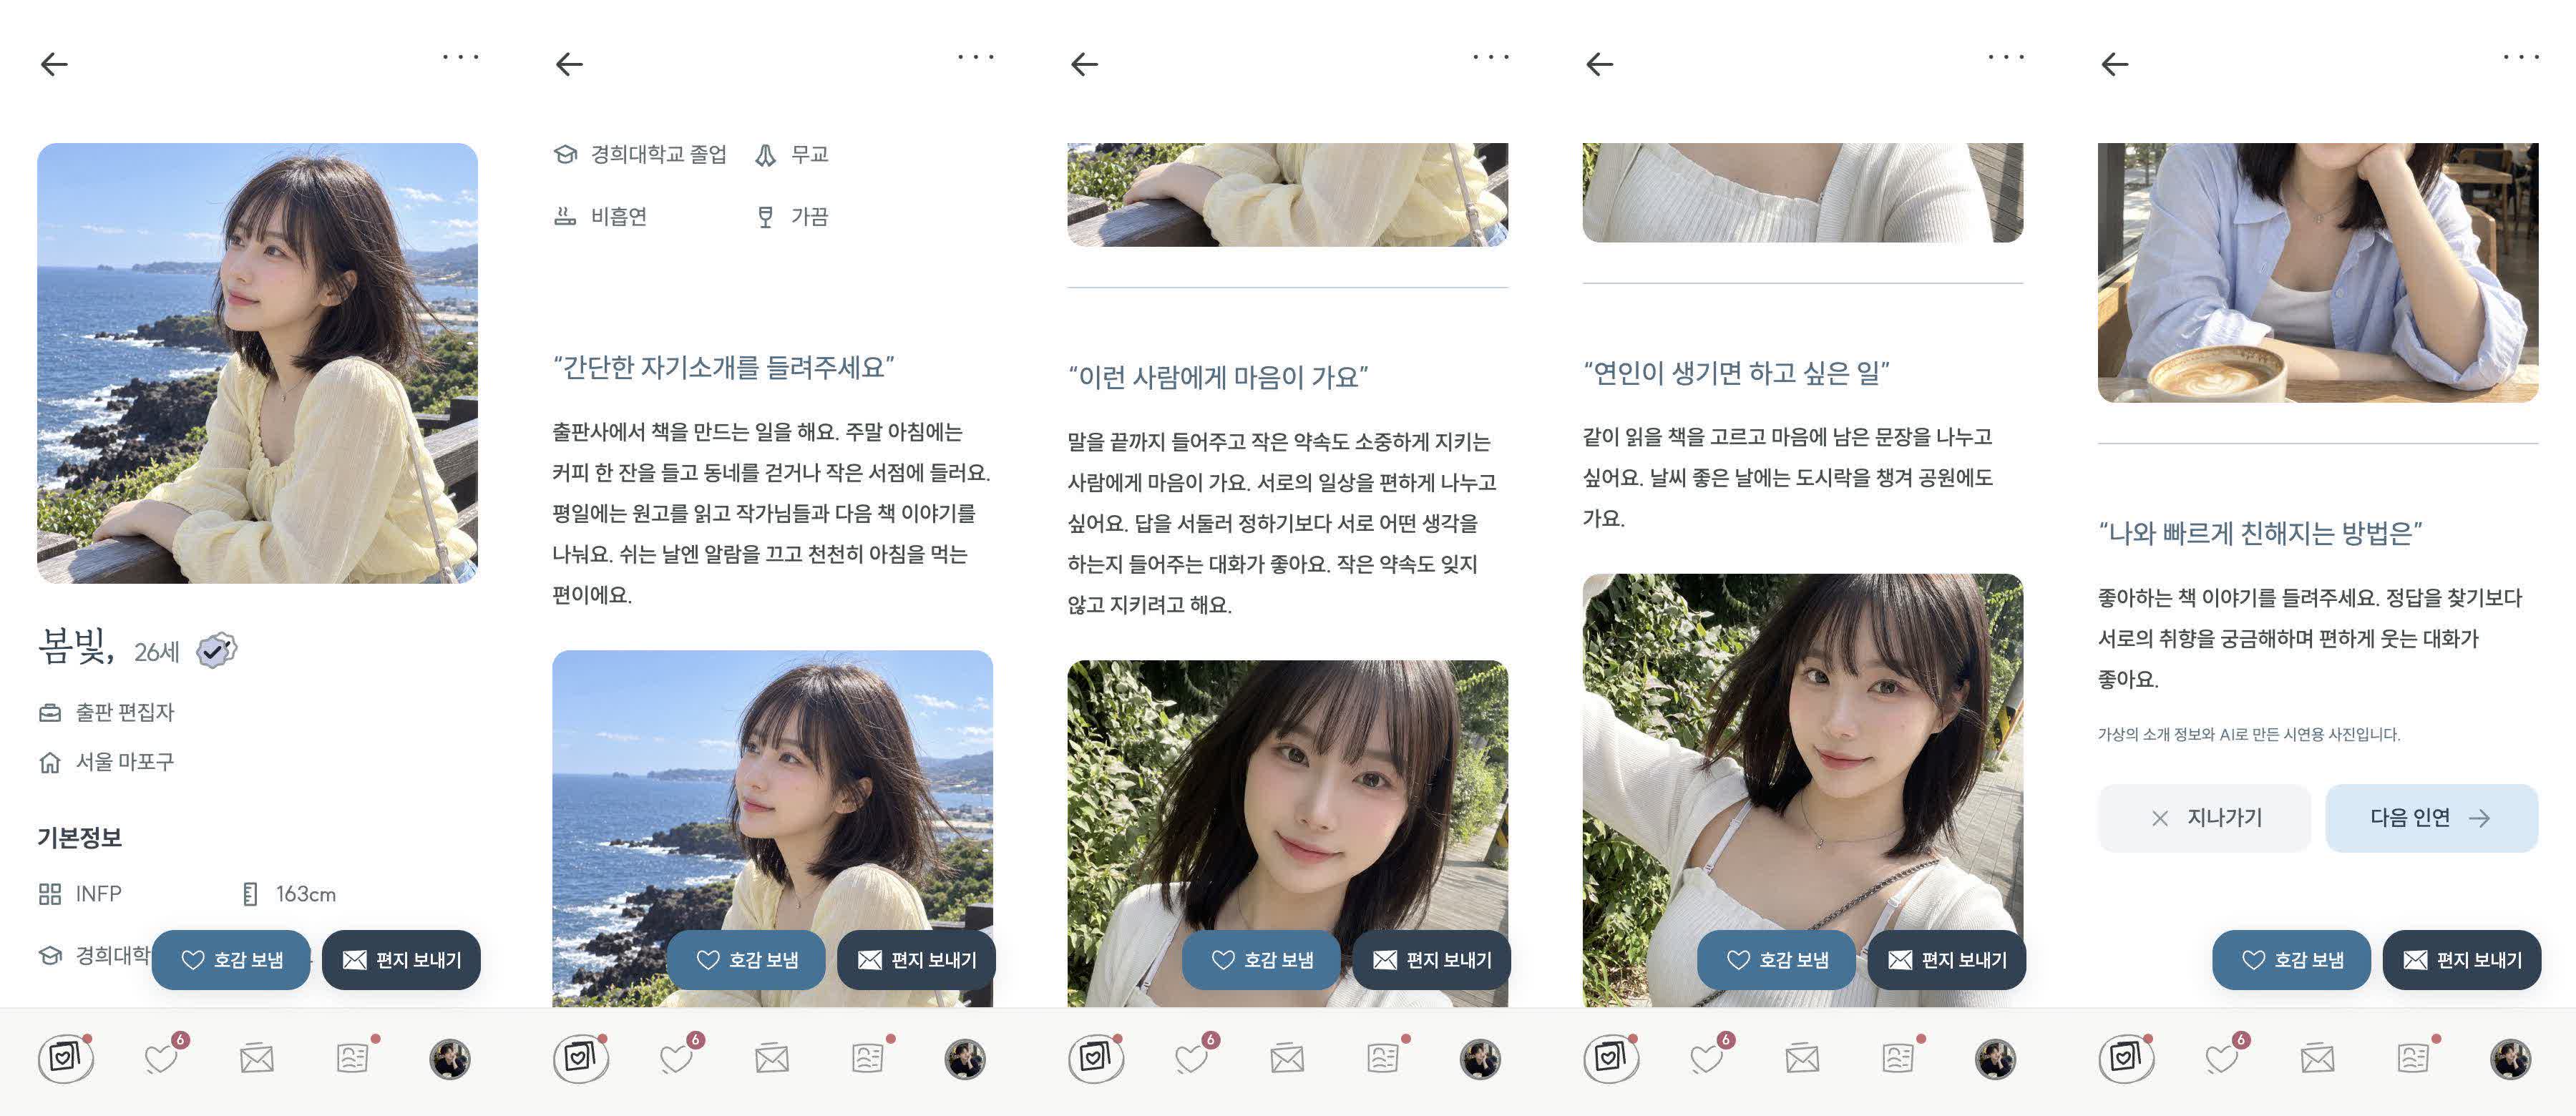 봄빛, 26세
출판 편집자
서울 마포구
기본정보
INFP 163cm
경희대학
호감 보냄 편지 보내기
6
경희대학교 졸업 무교
비흡연 가끔
“간단한 자기소개를 들려주세요”
출판사에서 책을 만드는 일을 해요. 주말 아침에는
커피 한 잔을 들고 동네를 걷거나 작은 서점에 들러요.
평일에는 원고를 읽고 작가님들과 다음 책 이야기를
나눠요. 쉬는 날엔 알람을 끄고 천천히 아침을 먹는
편이에요.
호감 보냄 편지 보내기
6
“이런 사람에게 마음이 가요”
말을 끝까지 들어주고 작은 약속도 소중하게 지키는
사람에게 마음이 가요. 서로의 일상을 편하게 나누고
싶어요. 답을 서둘러 정하기보다 서로 어떤 생각을
하는지 들어주는 대화가 좋아요. 작은 약속도 잊지
않고 지키려고 해요.
호감 보냄 편지 보내기
6
“연인이 생기면 하고 싶은 일”
같이 읽을 책을 고르고 마음에 남은 문장을 나누고
싶어요. 날씨 좋은 날에는 도시락을 챙겨 공원에도
가요.
호감 보냄 편지 보내기
6
“나와 빠르게 친해지는 방법은”
좋아하는 책 이야기를 들려주세요. 정답을 찾기보다
서로의 취향을 궁금해하며 편하게 웃는 대화가
좋아요.
가상의 소개 정보와 AI로 만든 시연용 사진입니다.
지나가기 다음 인연
호감 보냄 편지 보내기
6